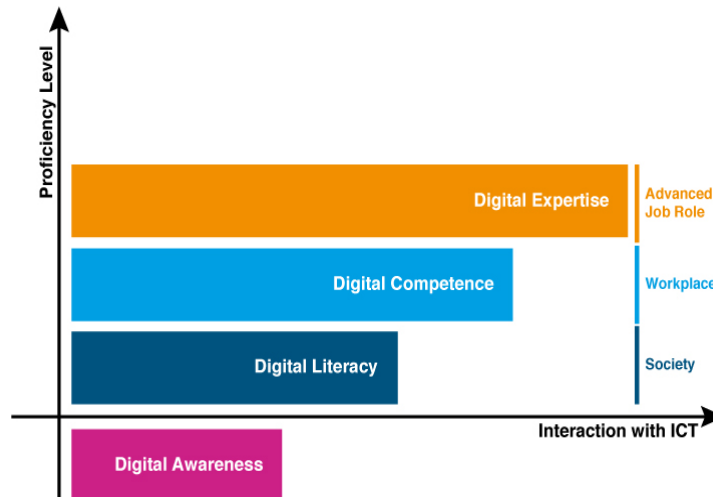 Proficiency Level
Digital Expertise
Advanced
Job Role
Digital Competence
Workplace
Digital Literacy
Society
Interaction with ICT
Digital Awareness